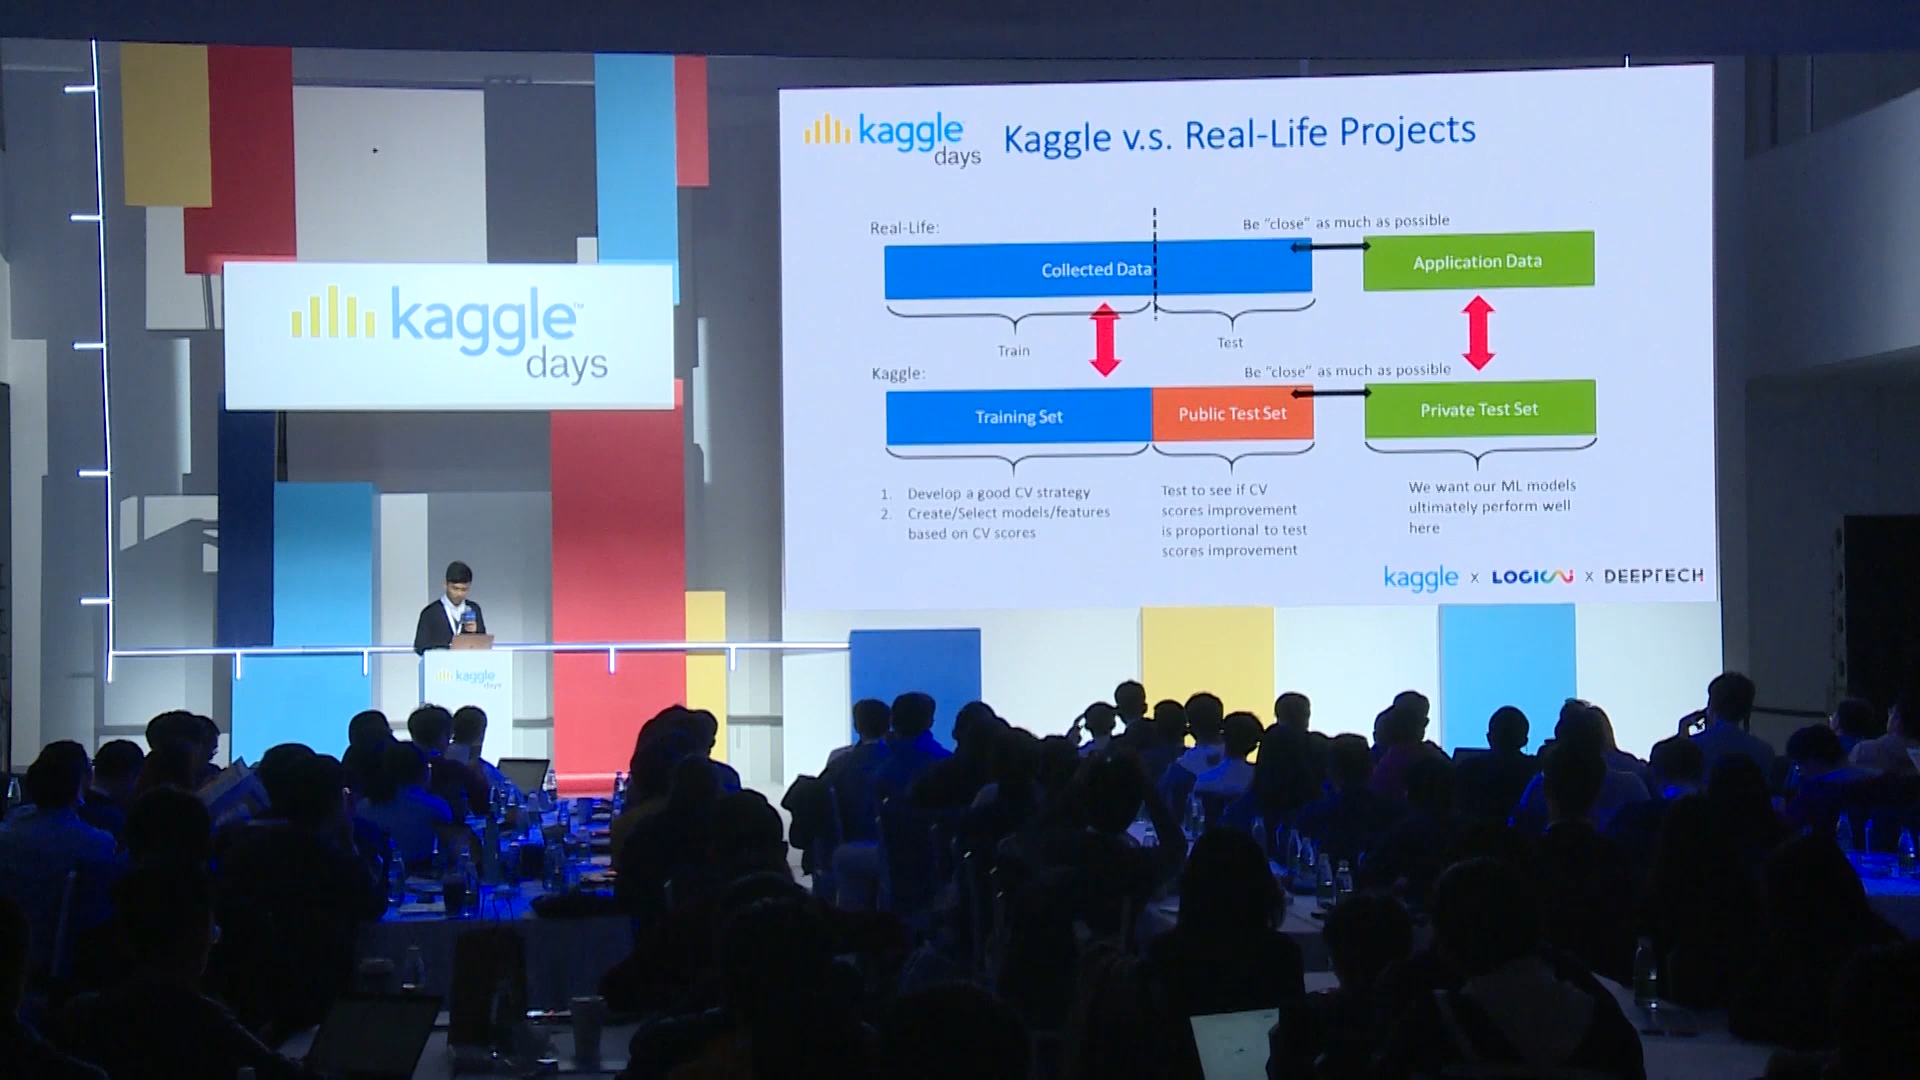 kaggle™
days
kaggle
days
kaggle
days
Kaggle v.s. Real-Life Projects
Real-Life:
Be "close" as much as possible
Collected Data
Application Data
Train
Test
Kaggle:
Be "close" as much as possible
Training Set
Public Test Set
Private Test Set
1. Develop a good CV strategy
2. Create/Select models/features
based on CV scores
Test to see if CV
scores improvement
is proportional to test
scores improvement
We want our ML models
ultimately perform well
here
kaggle x LOGICAI x DEEPTECH